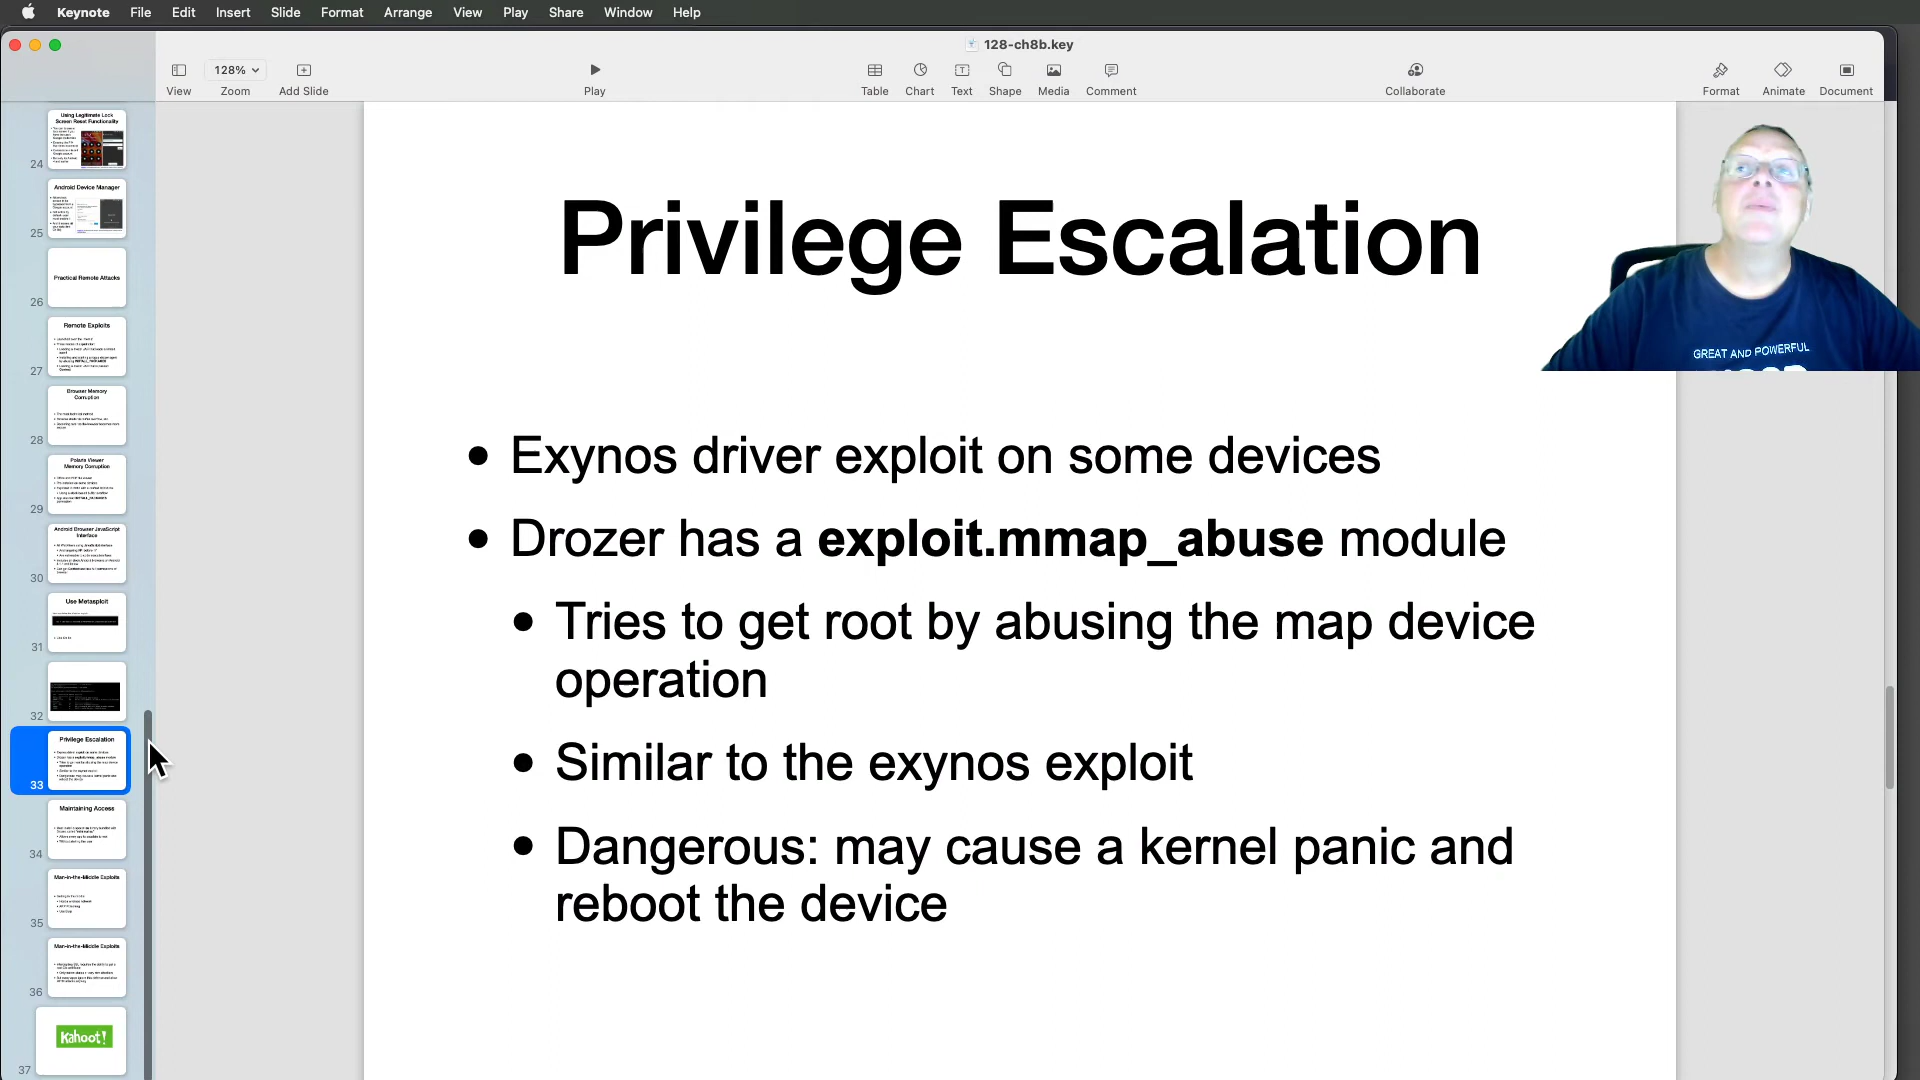 Keynote File Edit Insert Slide Format Arrange View Play Share Window Help
128-ch8b.key
128%
View Zoom Add Slide Play Table Chart Text Shape Media Comment Collaborate Format Animate Document
Using Legitimate Lock
Screen Reset Functionality
24
Android Device Manager
25
Practical Remote Attacks
26
Remote Exploits
27
Browser Memory
Corruption
28
Polaris Viewer
Memory Corruption
29
Android Browser JavaScript
Interface
30
Use Metasploit
31
32
Privilege Escalation
33
Maintaining Access
34
Man-in-the-Middle Exploits
35
Man-in-the-Middle Exploits
36
Kahoot!
37
Privilege Escalation
• Exynos driver exploit on some devices
• Drozer has a exploit.mmap_abuse module
• Tries to get root by abusing the map device
operation
• Similar to the exynos exploit
• Dangerous: may cause a kernel panic and
reboot the device
GREAT AND POWERFUL